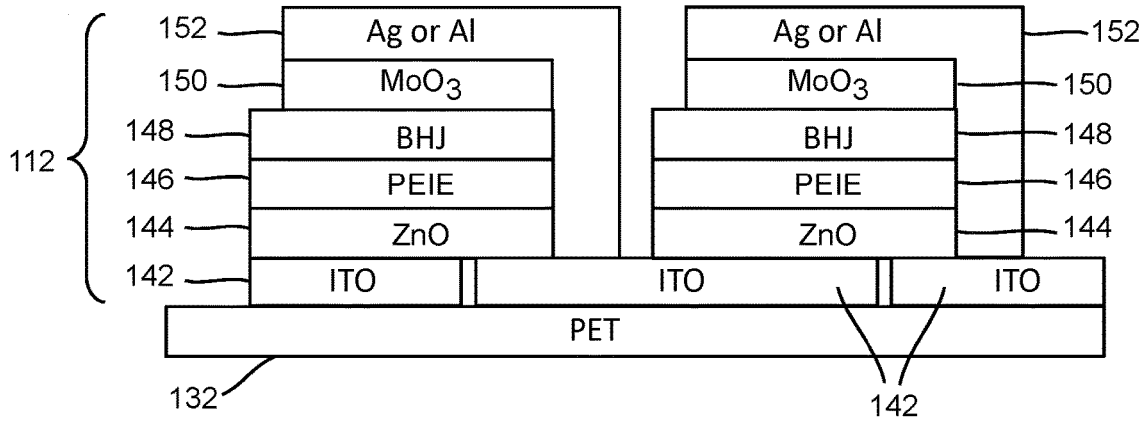 152 Ag or Al Ag or Al 152
150 MoO3 MoO3 150
148 BHJ BHJ 148
112
146 PEIE PEIE 146
144 ZnO ZnO 144
142 ITO ITO ITO
PET
132 142